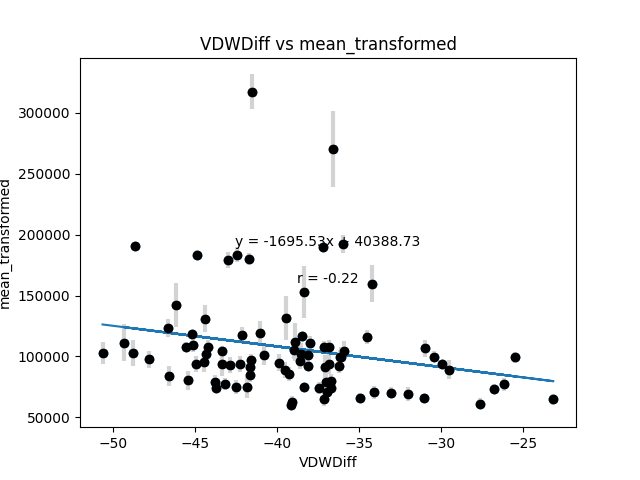 VDWDiff vs mean_transformed
mean_transformed
300000
250000
200000
150000
100000
50000
y = -1695.53x + 40388.73
r = -0.22
−50 −45 −40 −35 −30 −25
VDWDiff